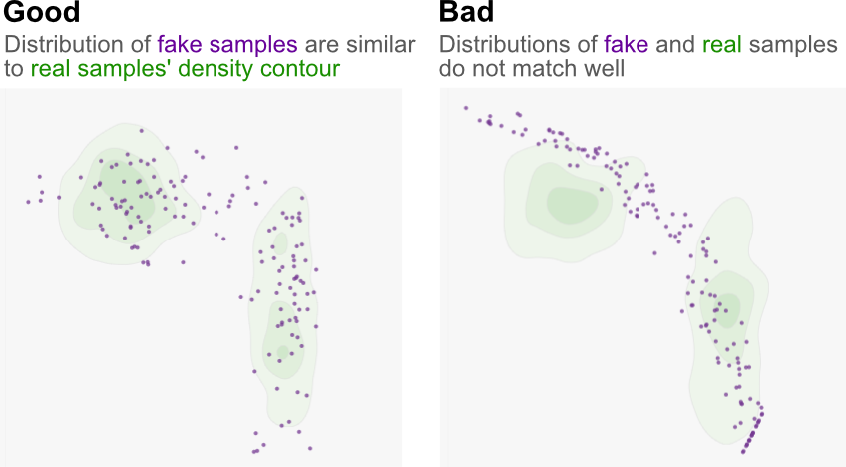 Good
Distribution of fake samples are similar
to real samples' density contour
Bad
Distributions of fake and real samples
do not match well